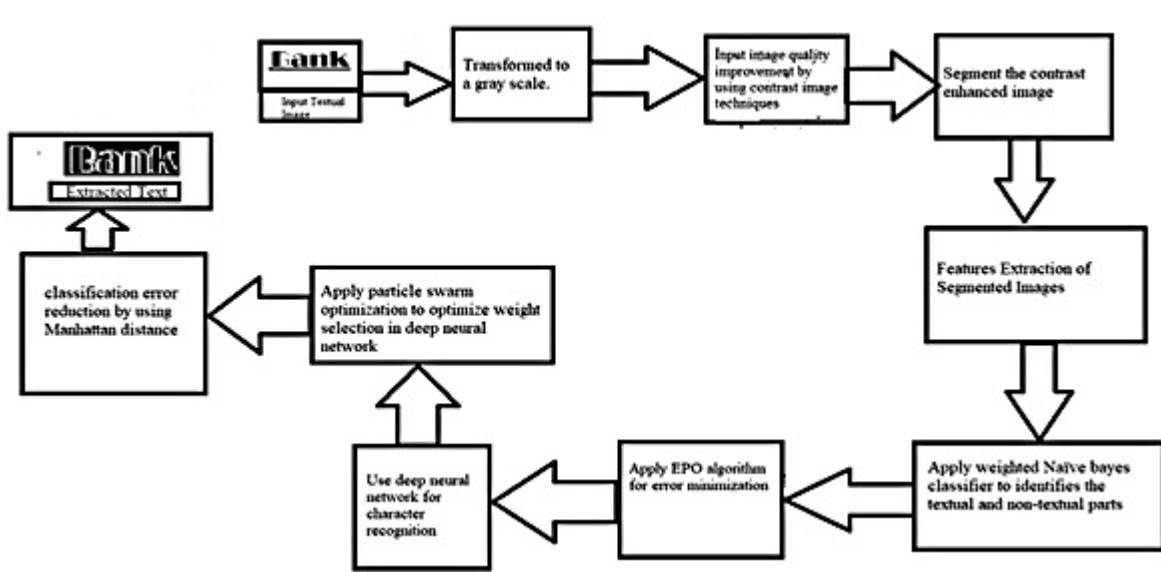 Bank
Input Textual
Image
Transformed to
a gray scale.
Input image quality
improvement by
using contrast image
techniques
Segment the contrast
enhanced image
Features Extraction of
Segmented Images
Apply weighted Naïve bayes
classifier to identifies the
textual and non-textual parts
Apply EPO algorithm
for error minimization
Use deep neural
network for
character
recognition
Apply particle swarm
optimization to optimize weight
selection in deep neural
network
classification error
reduction by using
Manhattan distance
Bank
Extracted Text